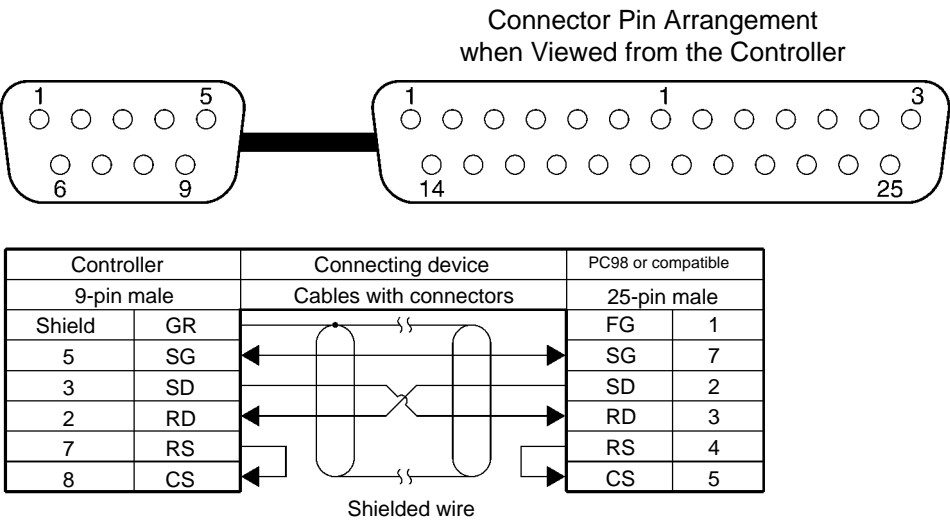 Connector Pin Arrangement
when Viewed from the Controller
1 5 1 1 3
6 9 14 25
Controller Connecting device PC98 or compatible
9-pin male Cables with connectors 25-pin male
Shield GR FG 1
5 SG SG 7
3 SD SD 2
2 RD RD 3
7 RS RS 4
8 CS CS 5
Shielded wire